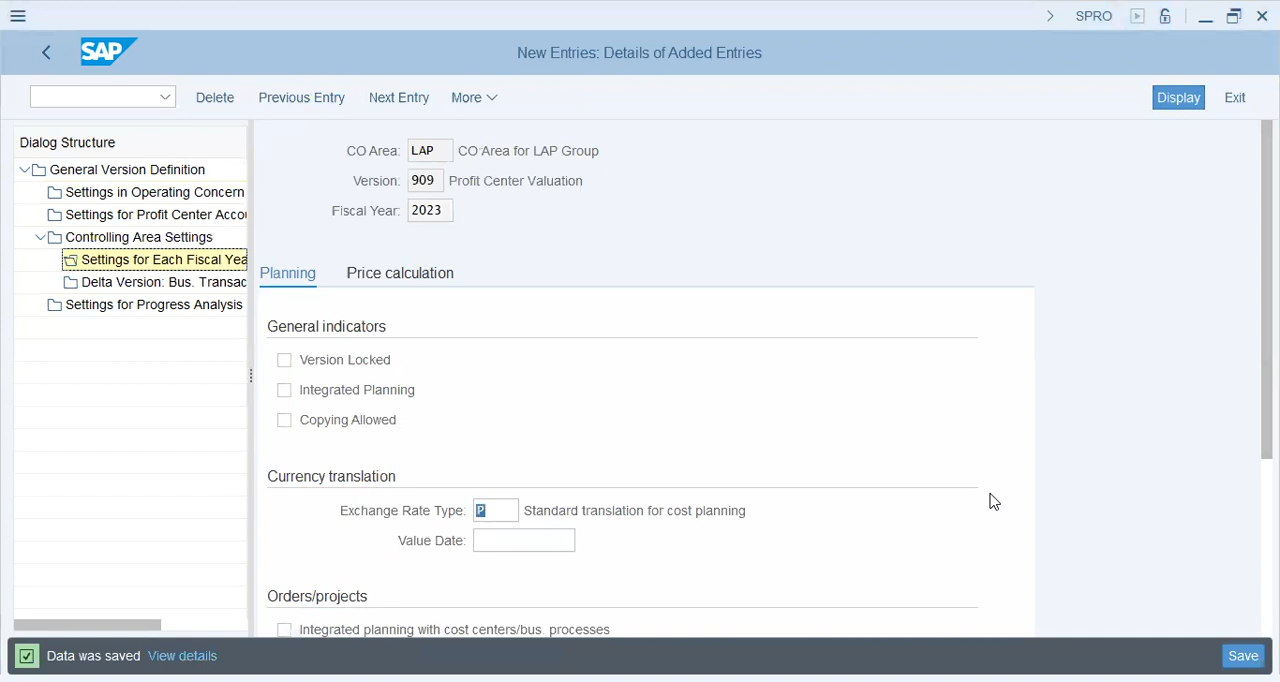 SPRO
SAP
New Entries: Details of Added Entries
Delete
Previous Entry
Next Entry
More
Display
Exit
Dialog Structure
General Version Definition
Settings in Operating Concern
Settings for Profit Center Accou
Controlling Area Settings
Settings for Each Fiscal Yea
Delta Version: Bus. Transac
Settings for Progress Analysis
CO Area: LAP CO Area for LAP Group
Version: 909 Profit Center Valuation
Fiscal Year: 2023
Planning Price calculation
General indicators
Version Locked
Integrated Planning
Copying Allowed
Currency translation
Exchange Rate Type: P Standard translation for cost planning
Value Date:
Orders/projects
Integrated planning with cost centers/bus. processes
Data was saved View details
Save